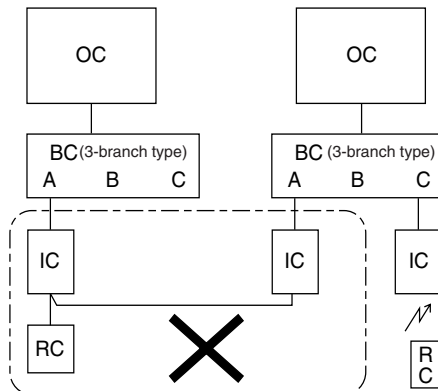 OC
OC
BC (3-branch type)
A B C
BC (3-branch type)
A B C
IC
IC
IC
RC
R
C